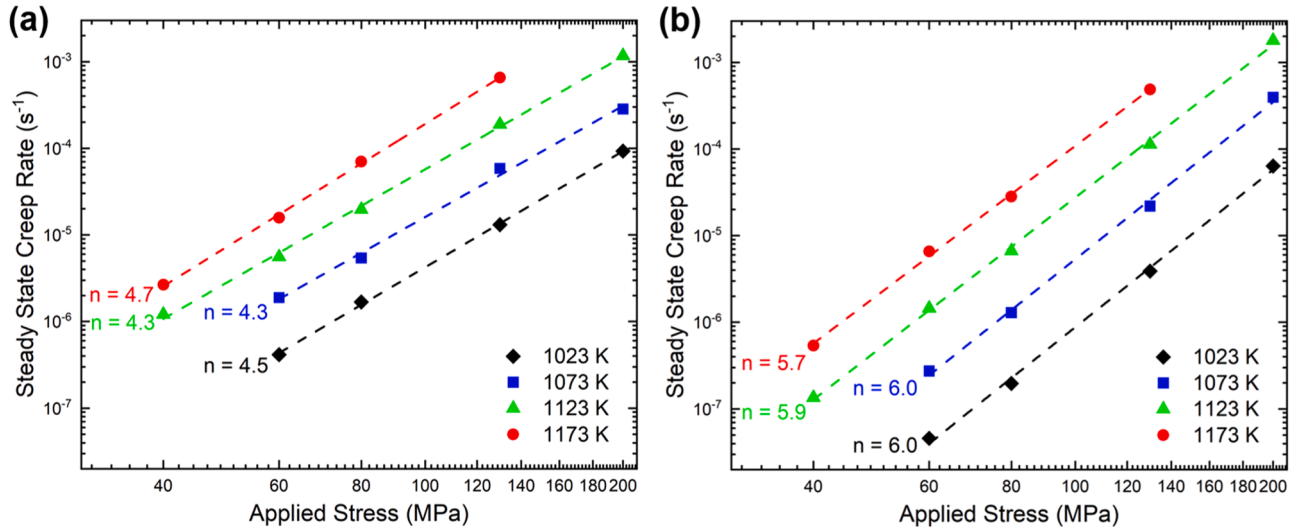 (a)
Steady State Creep Rate (s⁻¹)
10⁻³
10⁻⁴
10⁻⁵
10⁻⁶
10⁻⁷
n = 4.7
n = 4.3
n = 4.3
n = 4.5
1023 K
1073 K
1123 K
1173 K
40 60 80 100 120 140 160 180 200
Applied Stress (MPa)
(b)
Steady State Creep Rate (s⁻¹)
10⁻³
10⁻⁴
10⁻⁵
10⁻⁶
10⁻⁷
n = 5.7
n = 6.0
n = 5.9
n = 6.0
1023 K
1073 K
1123 K
1173 K
40 60 80 100 120 140 160 180 200
Applied Stress (MPa)